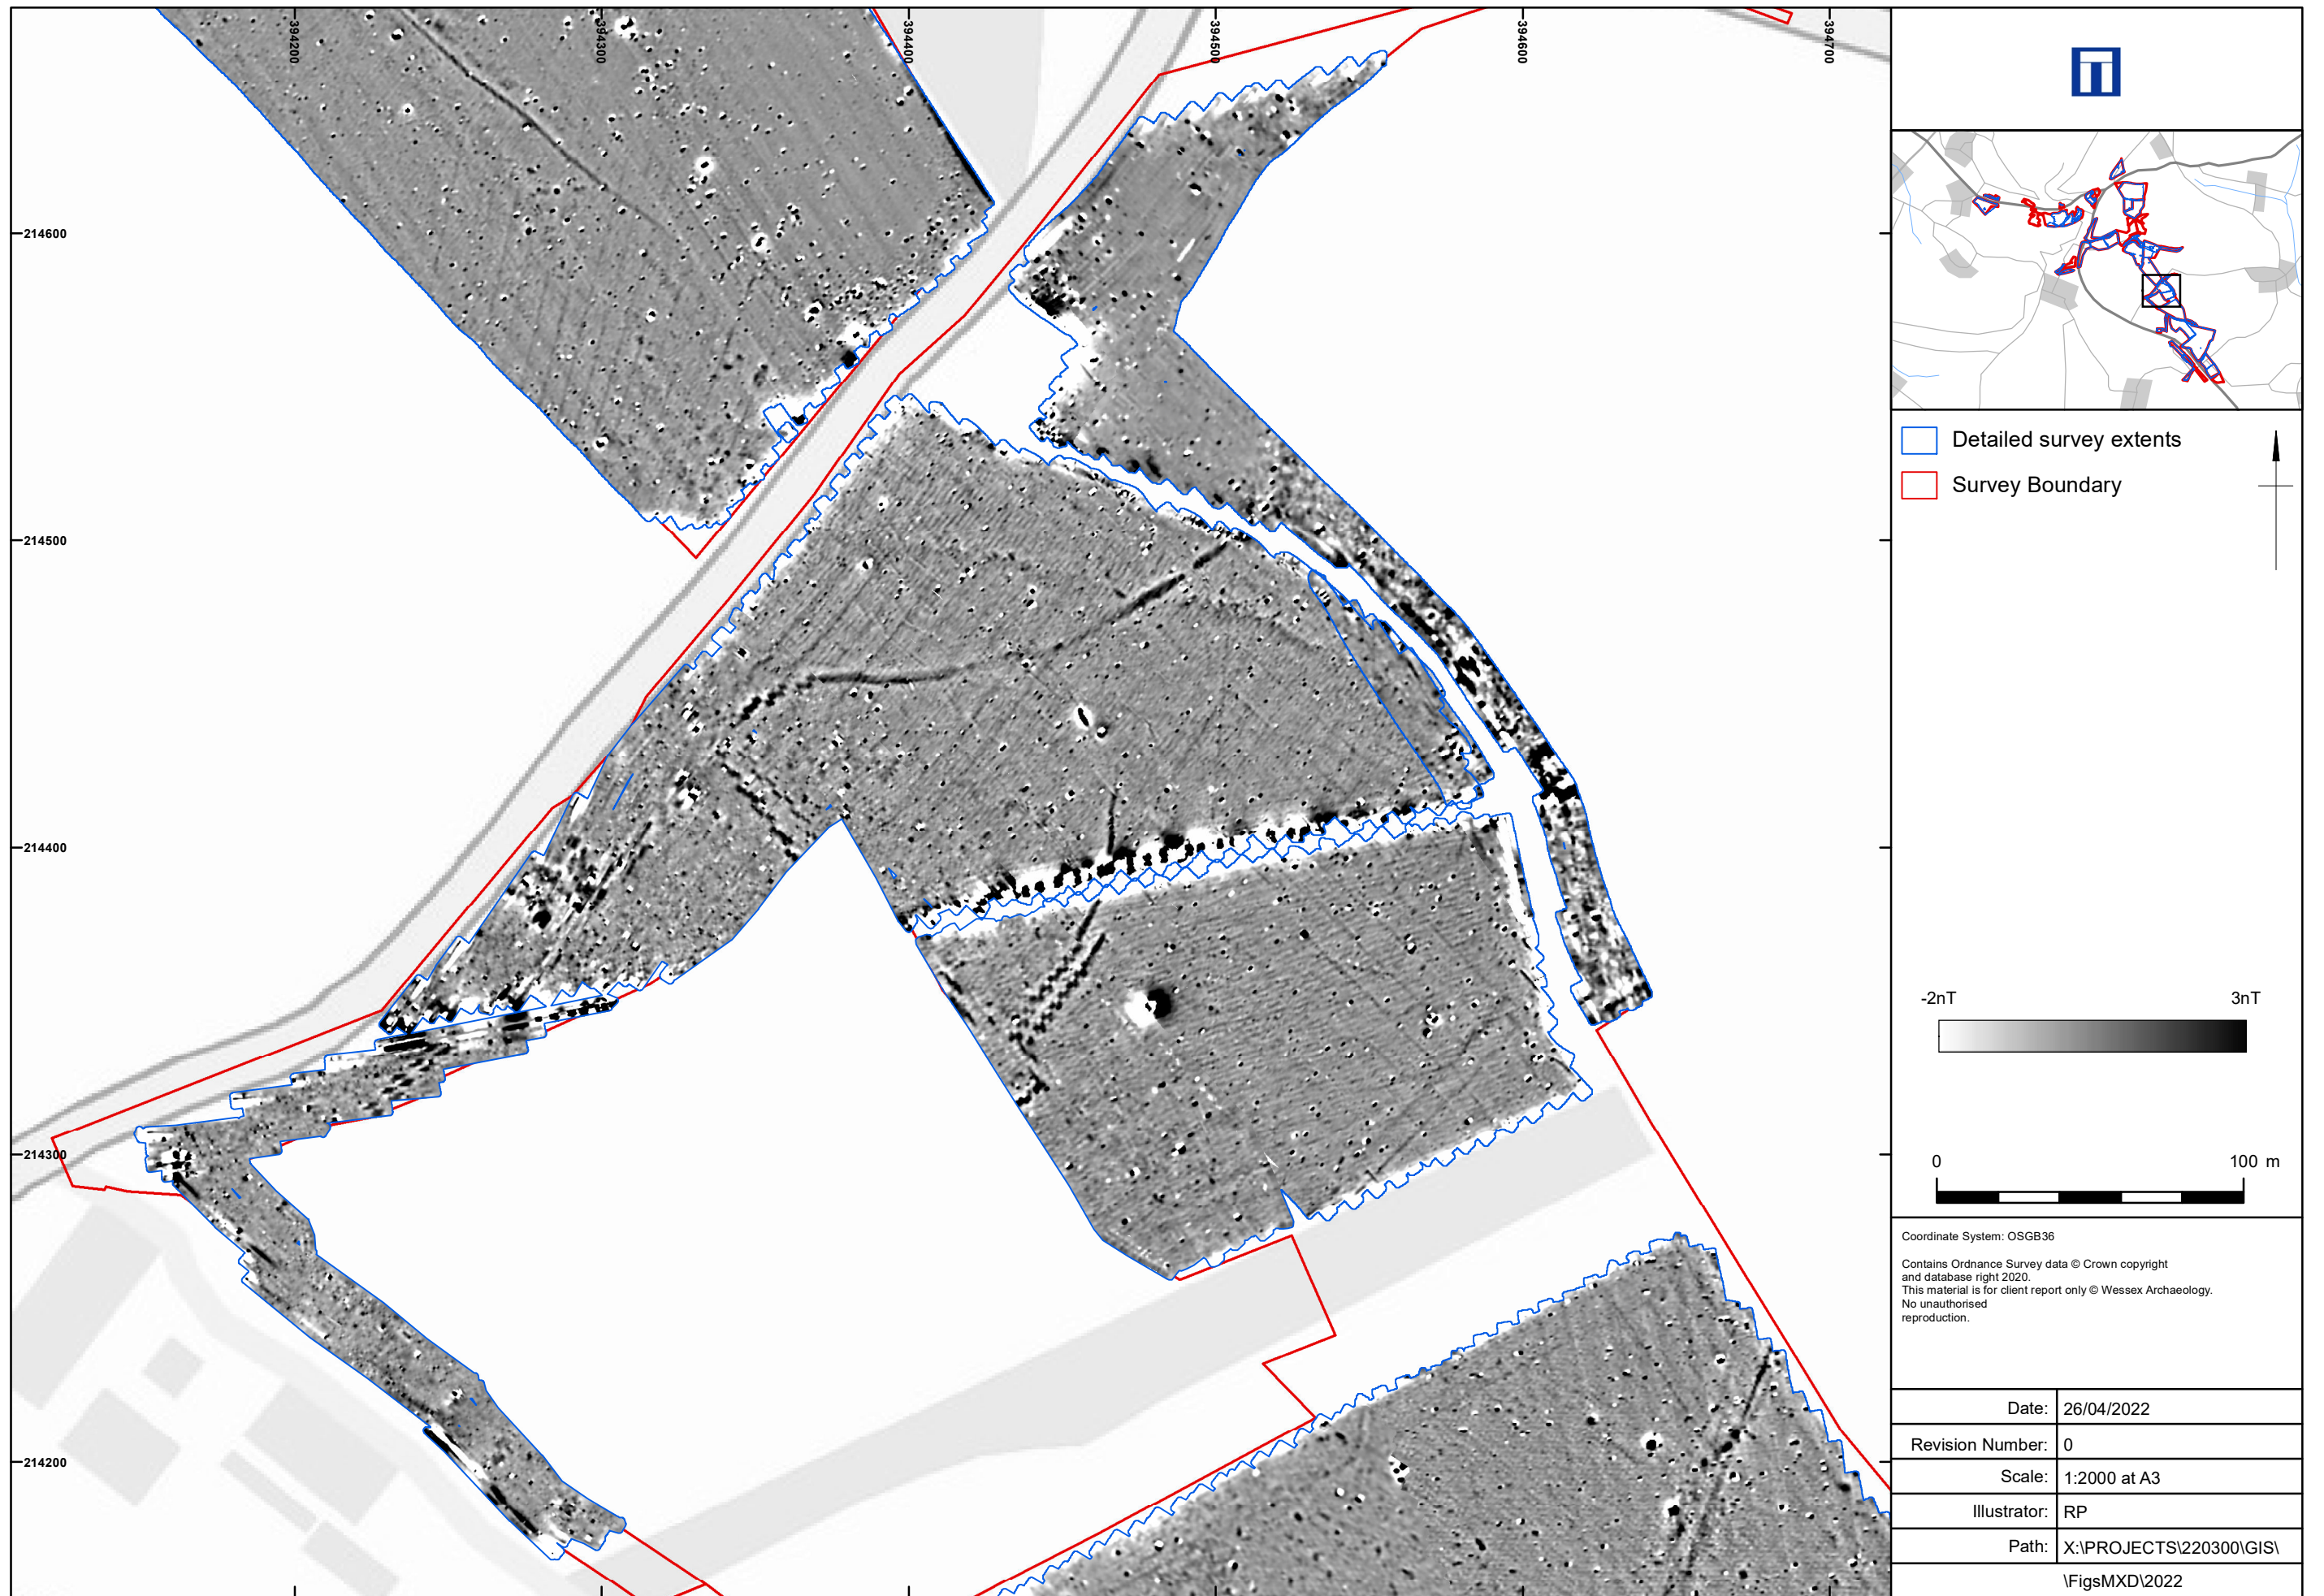 394200
394300
394400
394500
394600
394700
214600
214500
214400
214300
214200
Detailed survey extents
Survey Boundary
-2nT 3nT
0 100 m
Coordinate System: OSGB36
Contains Ordnance Survey data © Crown copyright
and database right 2020.
This material is for client report only © Wessex Archaeology.
No unauthorised
reproduction.
Date: 26/04/2022
Revision Number: 0
Scale: 1:2000 at A3
Illustrator: RP
Path: X:\PROJECTS\220300\GIS\
\FigsMXD\2022